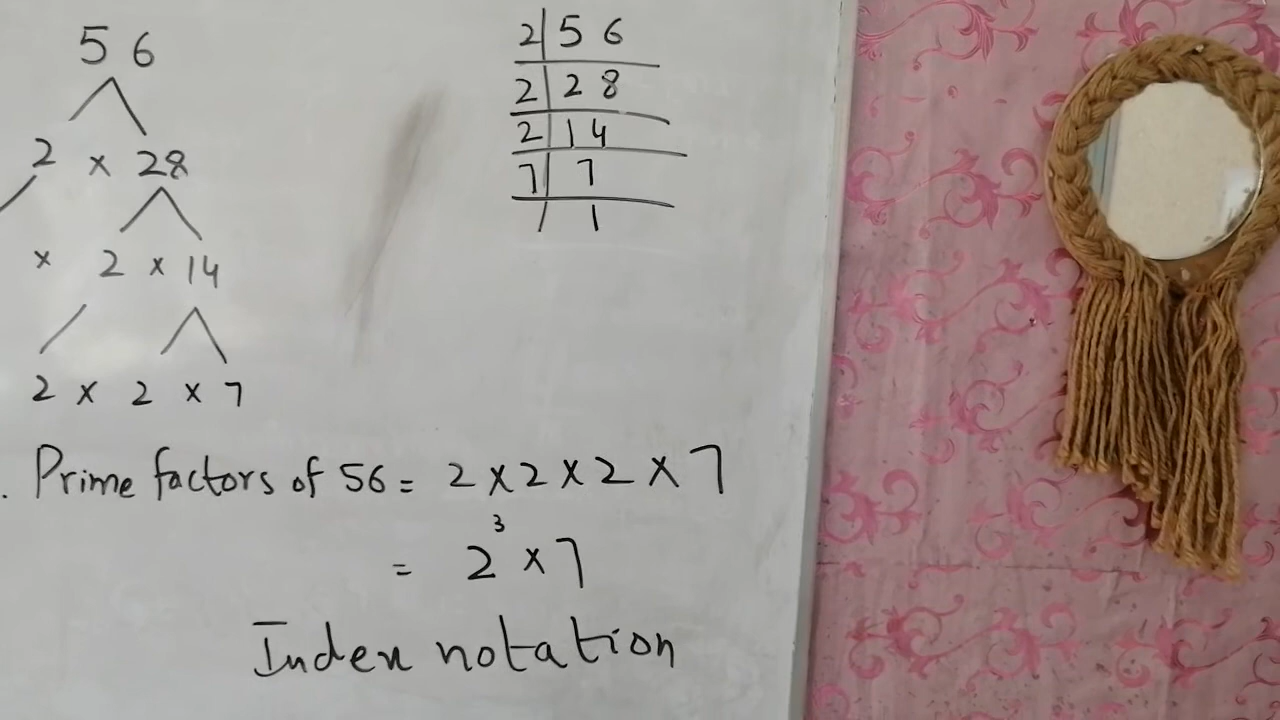 56
2 × 28
× 2 × 14
2 × 2 × 7
2 56
2 28
2 14
7 7
1
. Prime factors of 56 = 2 × 2 × 2 × 7
= 2³ × 7
Index notation